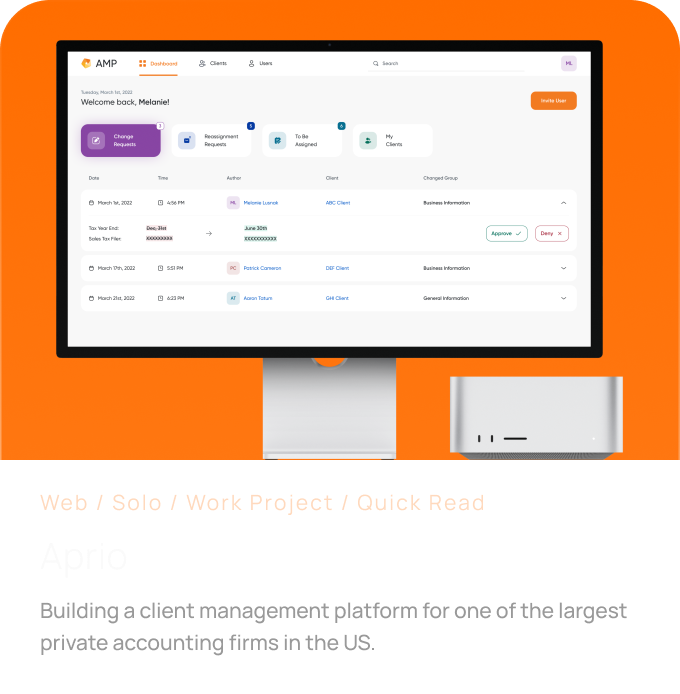 AMP
Dashboard
Clients
Users
Search
ML
Tuesday, March 1st, 2022
Welcome back, Melanie!
Invite User
Change
Requests
3
Reassignment
Requests
5
To Be
Assigned
6
My
Clients
Date Time Author Client Changed Group
March 1st, 2022 4:56 PM ML Melanie Lusnak ABC Client Business Information
Tax Year End: Dec, 31st → June 30th
Sales Tax Filer: XXXXXXXXX XXXXXXXXXXX
Approve Deny
March 17th, 2022 5:51 PM PC Patrick Cameron DEF Client Business Information
March 21st, 2022 6:23 PM AT Aaron Tatum GHI Client General Information
Web / Solo / Work Project / Quick Read
Aprio
Building a client management platform for one of the largest
private accounting firms in the US.